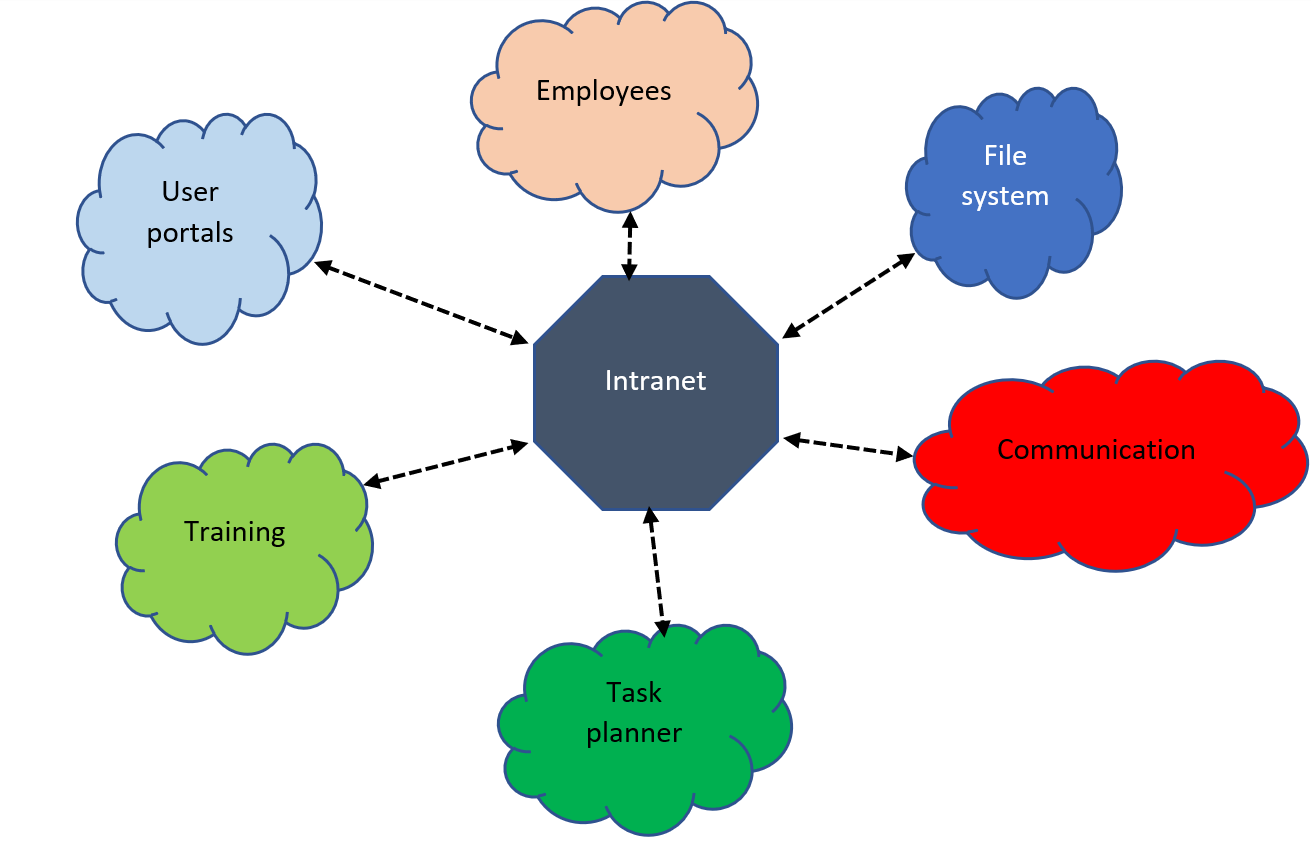 Employees
File
system
User
portals
Intranet
Communication
Training
Task
planner